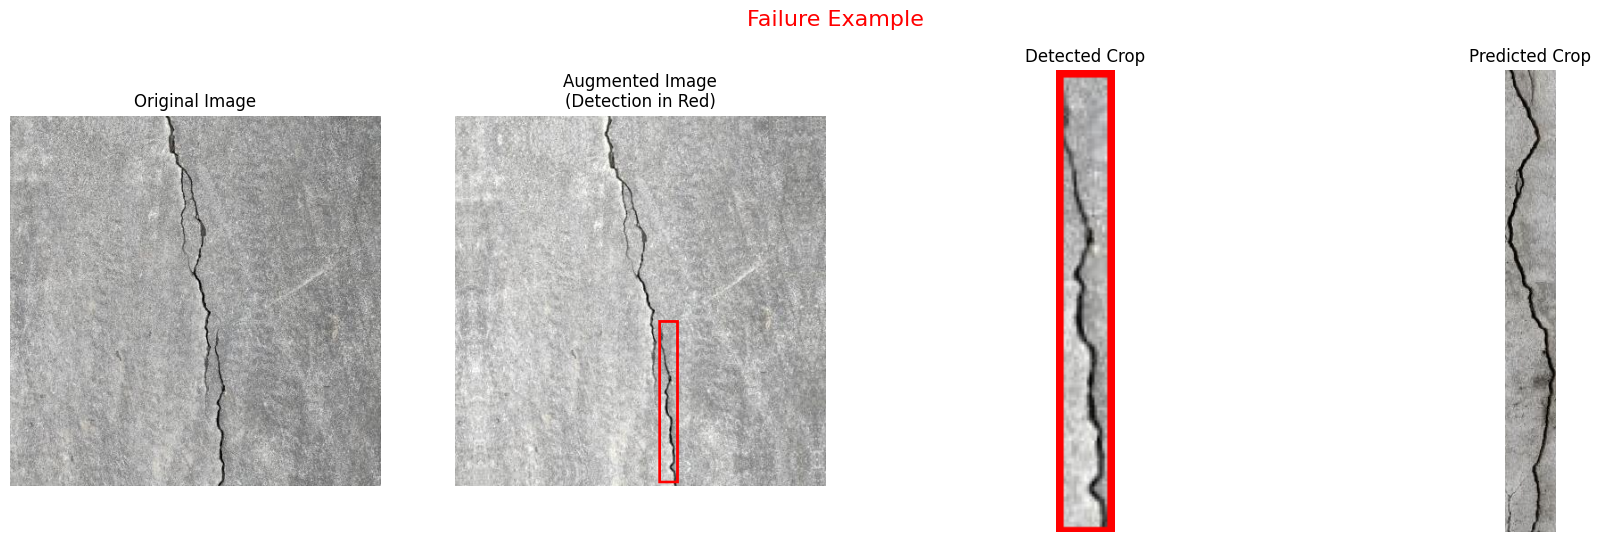 Failure Example
Original Image
Augmented Image
(Detection in Red)
Detected Crop
Predicted Crop